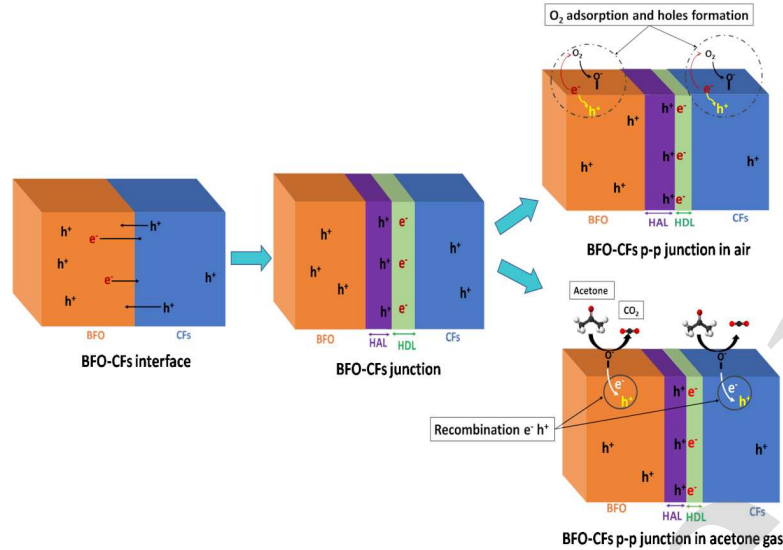 O₂ adsorption and holes formation
O₂
O⁻
e⁻
h⁺
O₂
O⁻
e⁻
h⁺
h⁺
h⁺
h⁺
h⁺
h⁺
h⁺
h⁺
e⁻
e⁻
e⁻
h⁺
BFO
HAL
HDL
CFs
BFO-CFs p-p junction in air
h⁺
h⁺
h⁺
e⁻
e⁻
h⁺
h⁺
h⁺
BFO
CFs
BFO-CFs interface
h⁺
h⁺
h⁺
h⁺
h⁺
h⁺
e⁻
e⁻
e⁻
h⁺
h⁺
BFO
HAL
HDL
CFs
BFO-CFs junction
Acetone
CO₂
O⁻
O⁻
e⁻
h⁺
e⁻
h⁺
Recombination e⁻ h⁺
h⁺
h⁺
h⁺
h⁺
h⁺
e⁻
e⁻
e⁻
h⁺
BFO
HAL
HDL
CFs
BFO-CFs p-p junction in acetone gas